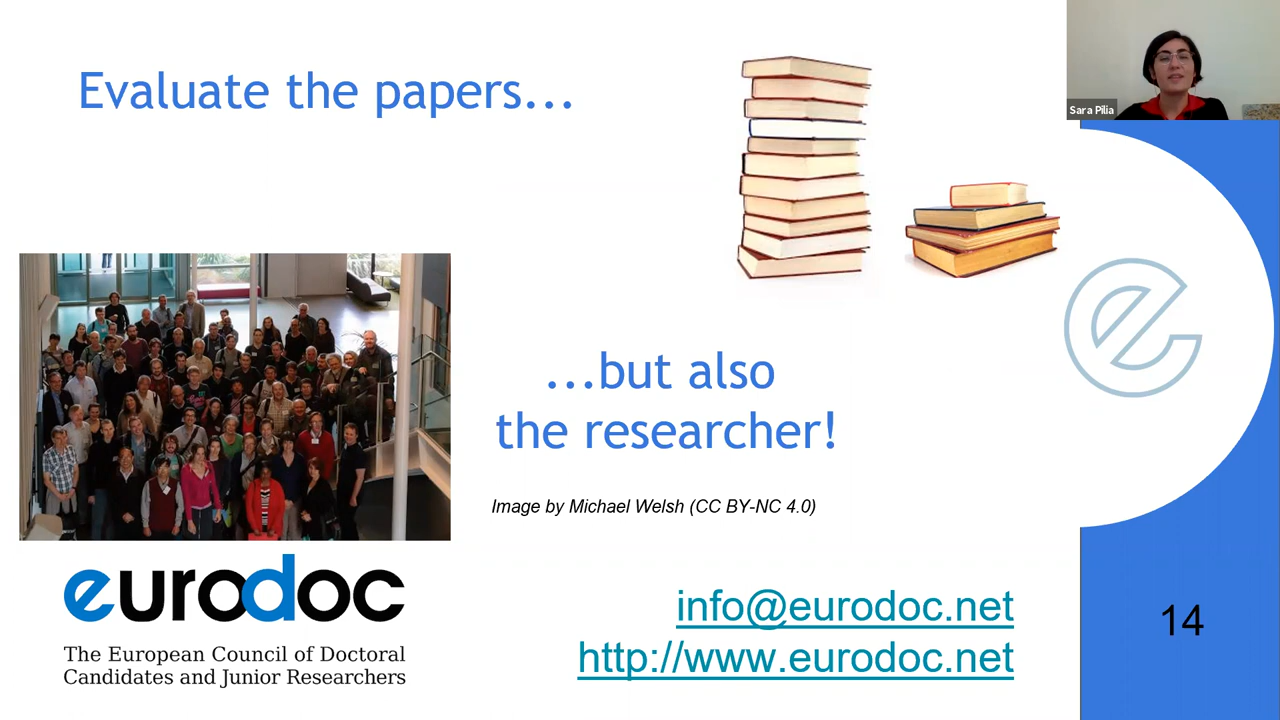 Evaluate the papers...
Sara Pilia
...but also
the researcher!
Image by Michael Welsh (CC BY-NC 4.0)
eurodoc
The European Council of Doctoral
Candidates and Junior Researchers
info@eurodoc.net
http://www.eurodoc.net
14